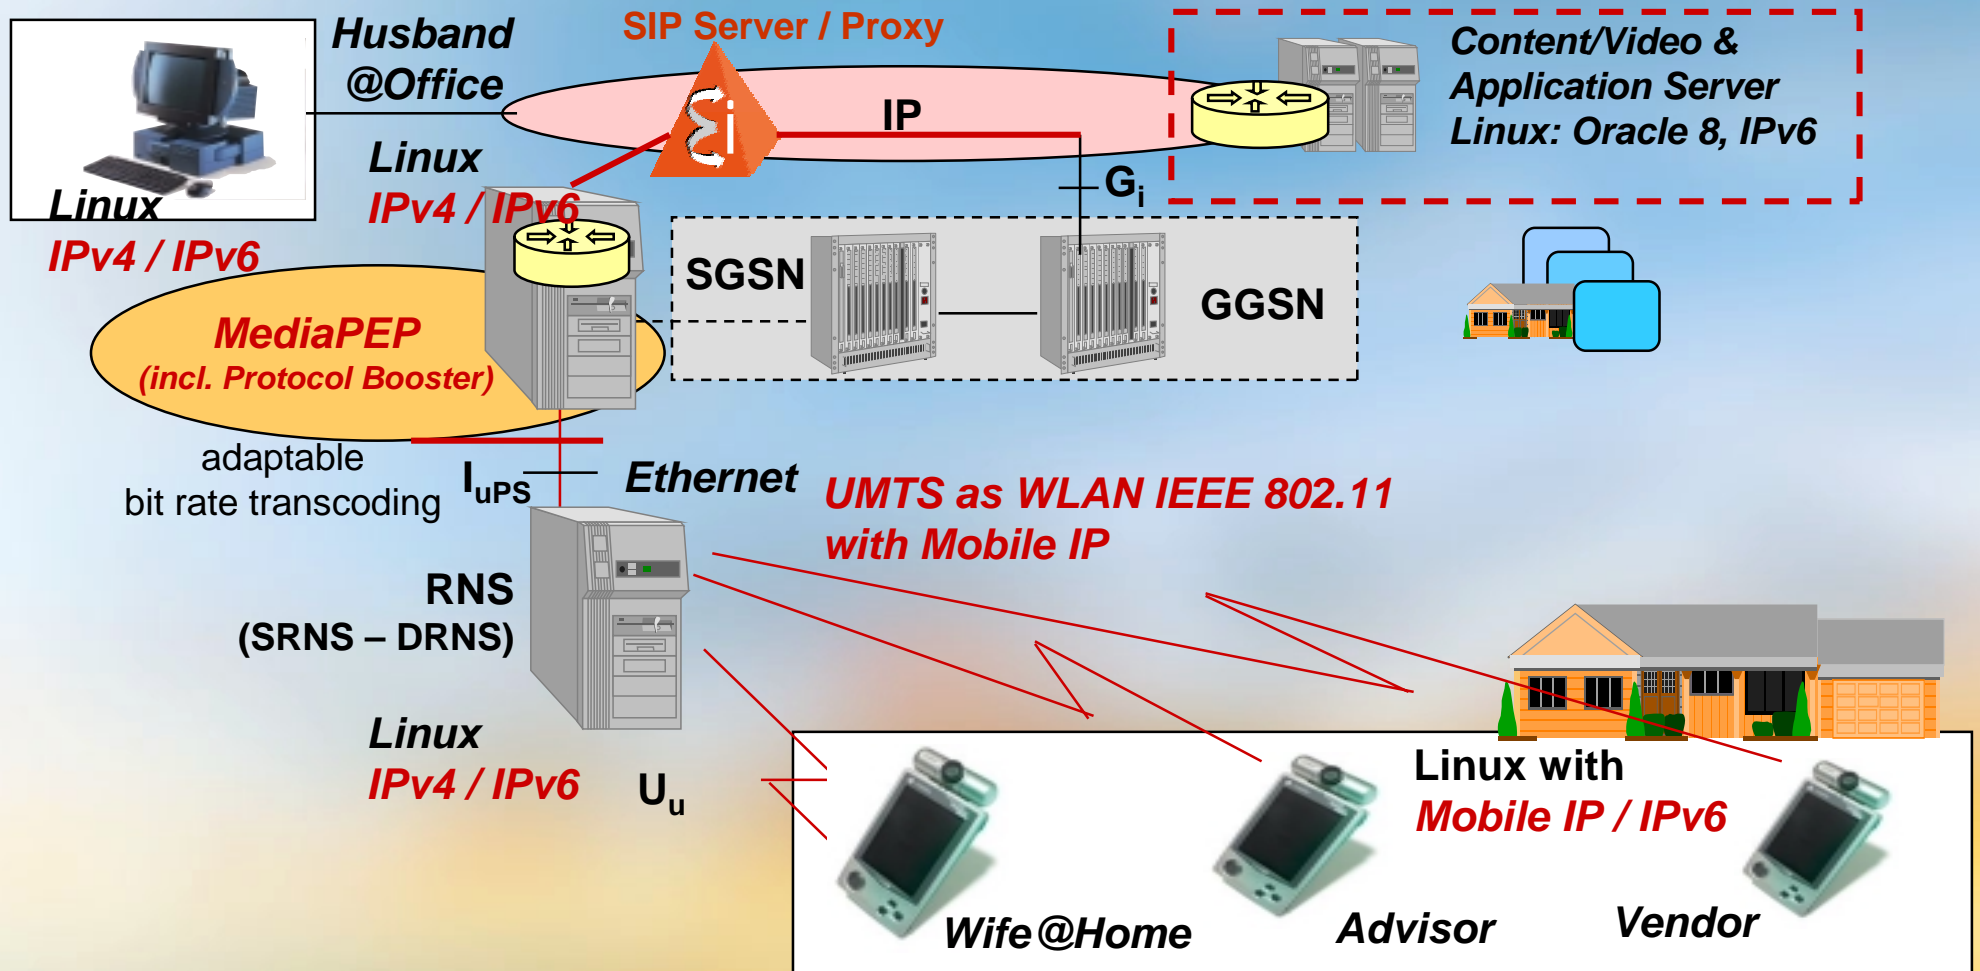 Husband
@Office
SIP Server / Proxy
Content/Video &
Application Server
Linux: Oracle 8, IPv6
IP
i
Linux
IPv4 / IPv6
Linux
IPv4 / IPv6
Gi
SGSN
GGSN
MediaPEP
(incl. Protocol Booster)
adaptable
bit rate transcoding
IuPS
Ethernet
UMTS as WLAN IEEE 802.11
with Mobile IP
RNS
(SRNS – DRNS)
Linux
IPv4 / IPv6
Uu
Linux with
Mobile IP / IPv6
Wife@Home
Advisor
Vendor